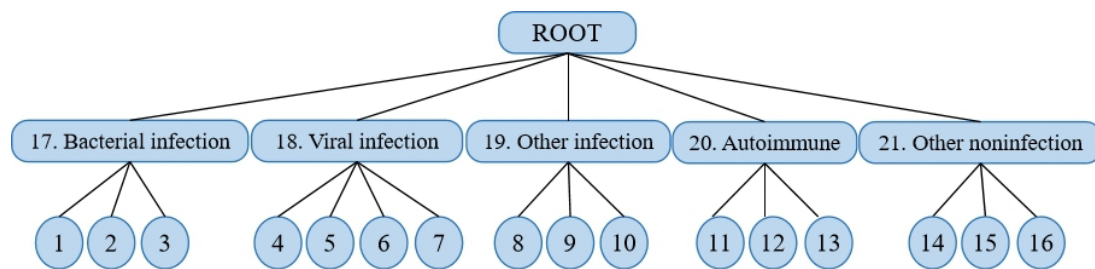 ROOT
17. Bacterial infection 18. Viral infection 19. Other infection 20. Autoimmune 21. Other noninfection
1 2 3 4 5 6 7 8 9 10 11 12 13 14 15 16